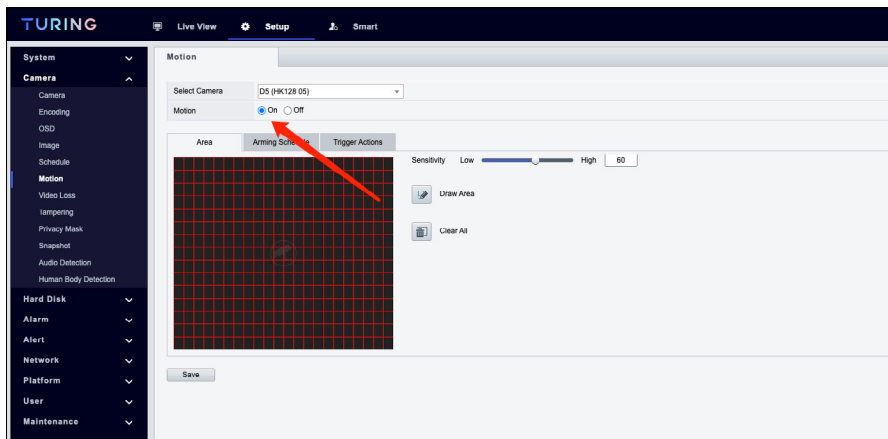 TURING
Live View Setup Smart
System
Camera
Camera
Encoding
OSD
Image
Schedule
Motion
Video Loss
Tampering
Privacy Mask
Snapshot
Audio Detection
Human Body Detection
Hard Disk
Alarm
Alert
Network
Platform
User
Maintenance
Motion
Select Camera D5 (HK128 05)
Motion On Off
Area Arming Schedule Trigger Actions
Sensitivity Low High 60
Draw Area
Clear All
Save